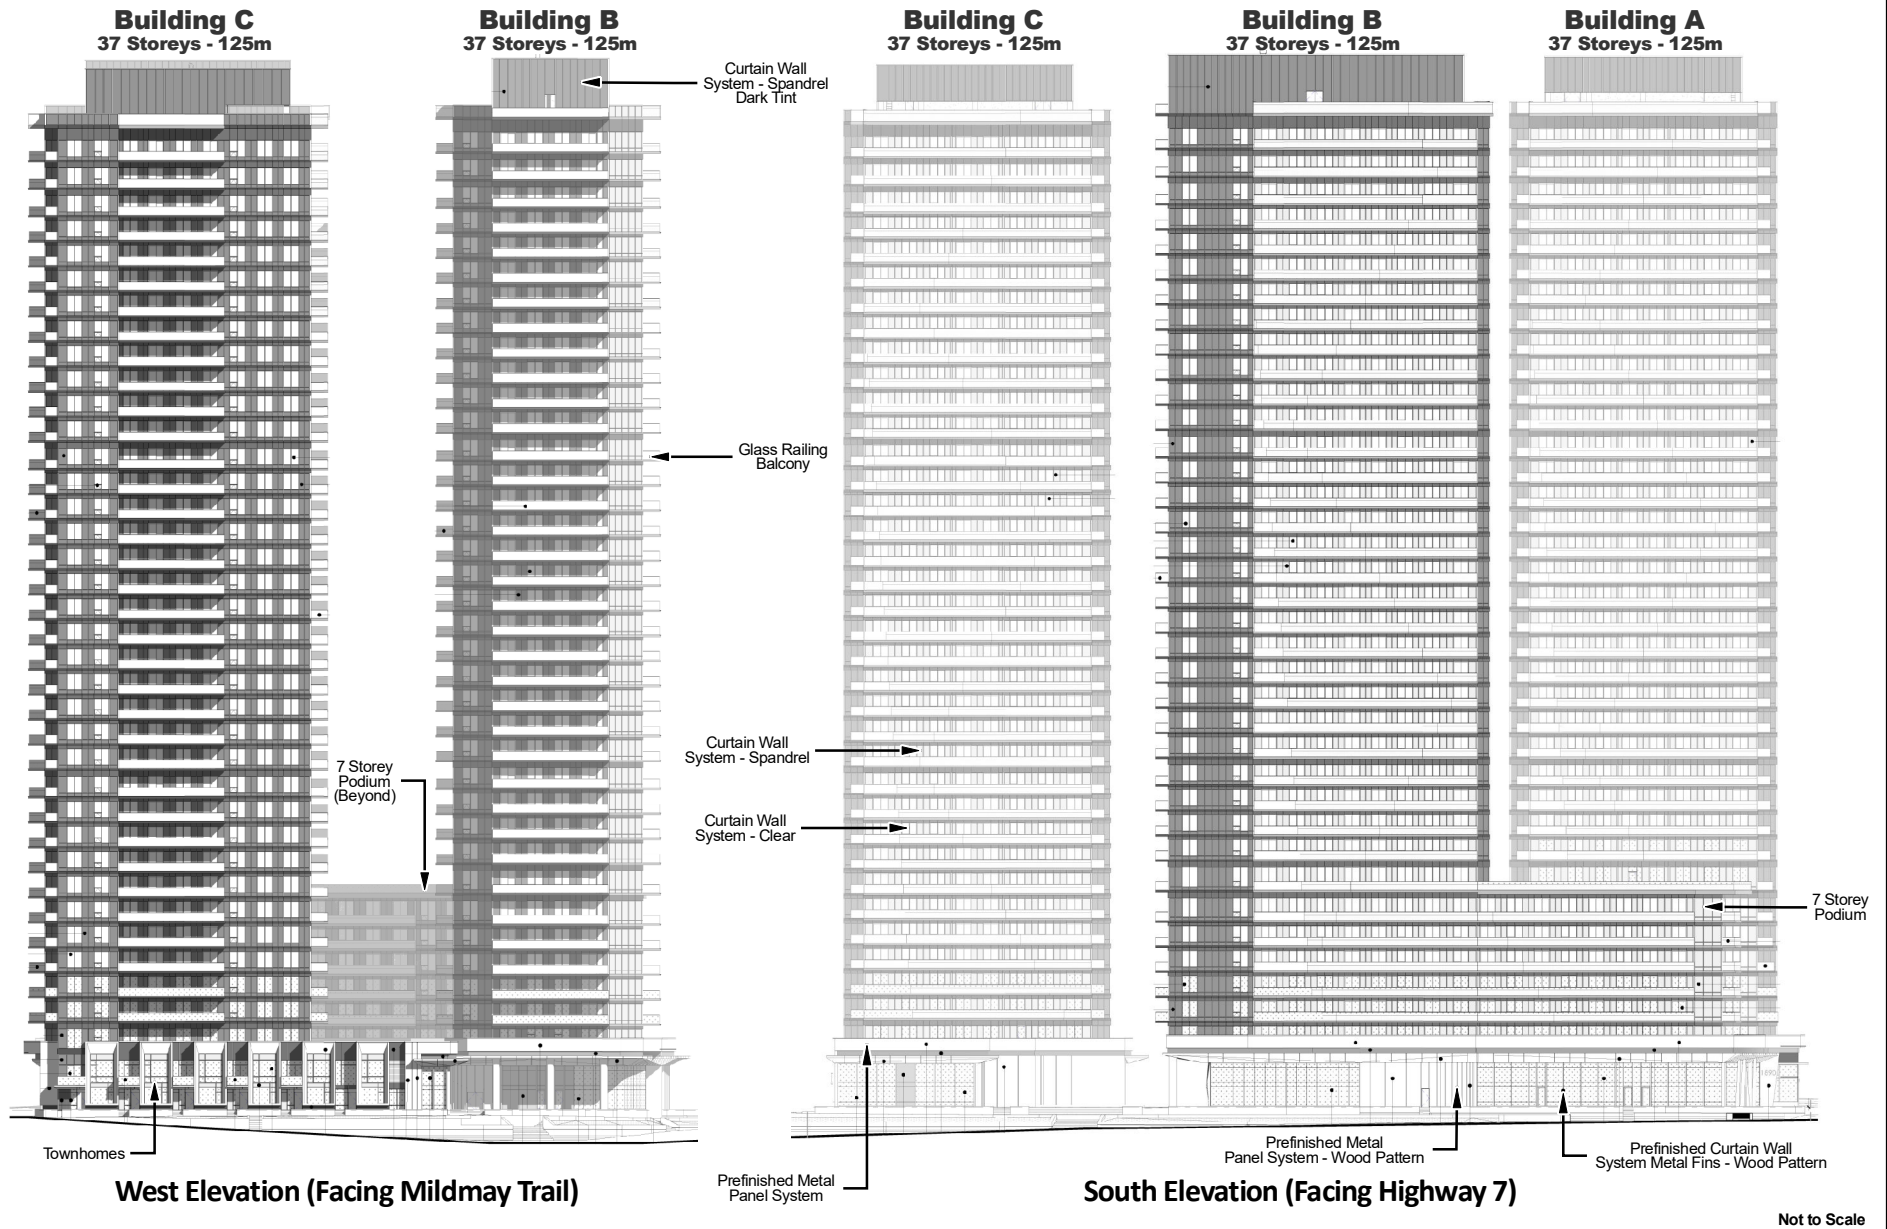 Building C
37 Storeys - 125m
Building B
37 Storeys - 125m
Building C
37 Storeys - 125m
Building B
37 Storeys - 125m
Building A
37 Storeys - 125m
Curtain Wall
System - Spandrel
Dark Tint
Glass Railing
Balcony
Curtain Wall
System - Spandrel
7 Storey
Podium
(Beyond)
Curtain Wall
System - Clear
7 Storey
Podium
Townhomes
Prefinished Metal
Panel System
Prefinished Metal
Panel System - Wood Pattern
Prefinished Curtain Wall
System Metal Fins - Wood Pattern
West Elevation (Facing Mildmay Trail)
South Elevation (Facing Highway 7)
Not to Scale